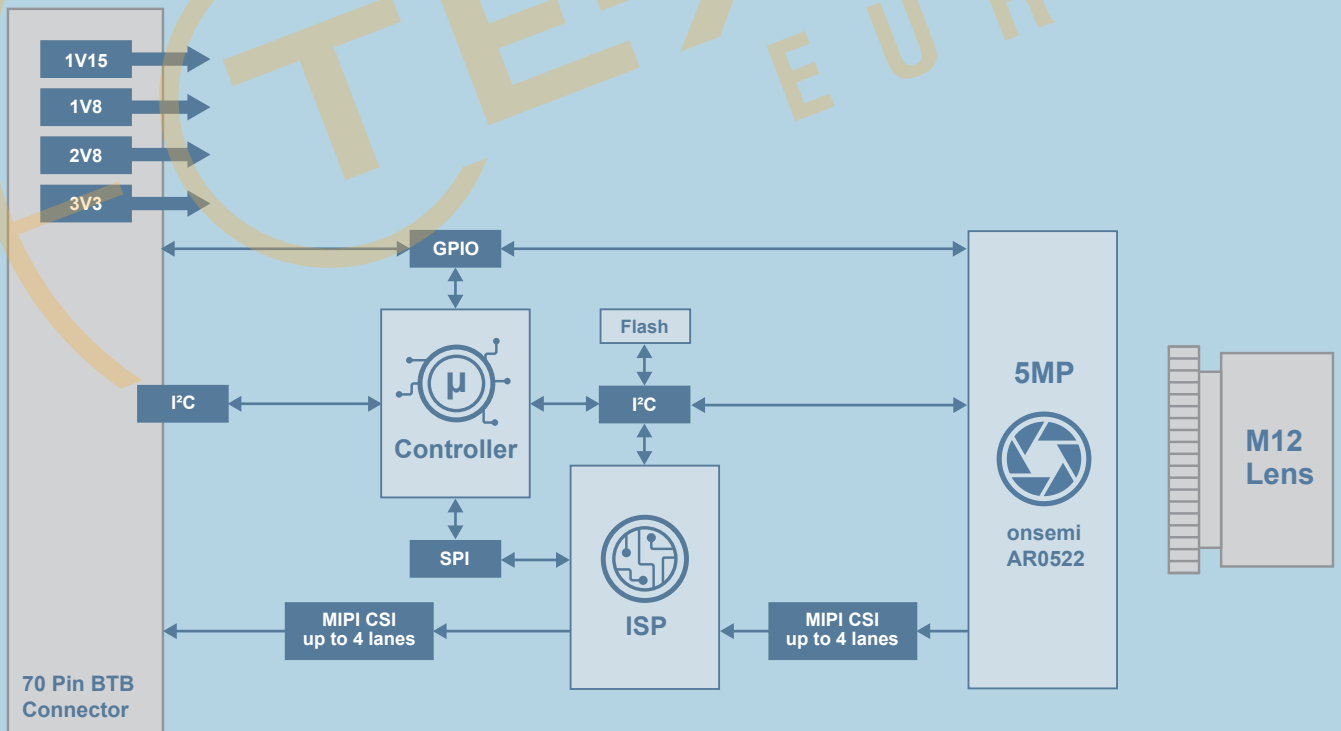 1V15
1V8
2V8
3V3
GPIO
Flash
I²C
µ
Controller
I²C
5MP
onsemi
AR0522
M12
Lens
SPI
ISP
MIPI CSI
up to 4 lanes
MIPI CSI
up to 4 lanes
70 Pin BTB
Connector